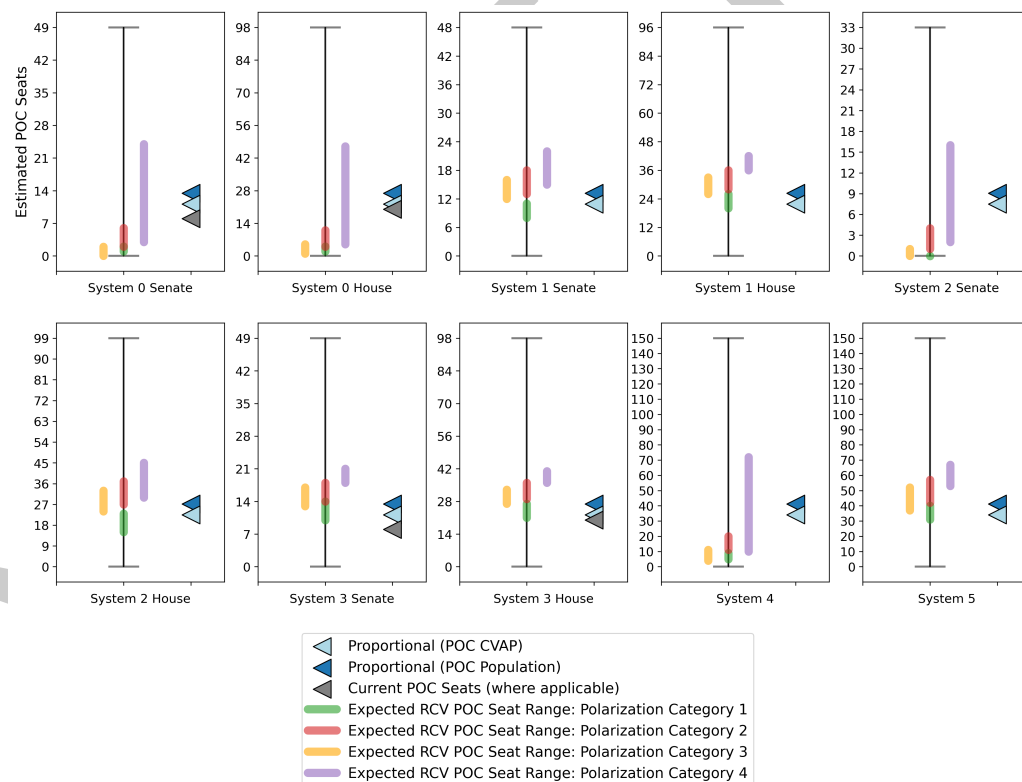 Estimated POC Seats
49 98 48 96 33
42 84 42 84 30
35 70 36 72 27
28 56 30 60 24
21 42 24 48 21
14 28 18 36 18
7 14 12 24 15
0 0 6 12 12
0 0 9
6
3
0
System 0 Senate System 0 House System 1 Senate System 1 House System 2 Senate
99 49 98 150 150
90 42 84 140 140
81 35 70 130 130
72 28 56 120 120
63 21 42 110 110
54 14 28 100 100
45 7 14 90 90
36 0 0 80 80
27 70 70
18 60 60
9 50 50
0 40 40
30 30
20 20
10 10
0 0
System 2 House System 3 Senate System 3 House System 4 System 5
Proportional (POC CVAP)
Proportional (POC Population)
Current POC Seats (where applicable)
Expected RCV POC Seat Range: Polarization Category 1
Expected RCV POC Seat Range: Polarization Category 2
Expected RCV POC Seat Range: Polarization Category 3
Expected RCV POC Seat Range: Polarization Category 4